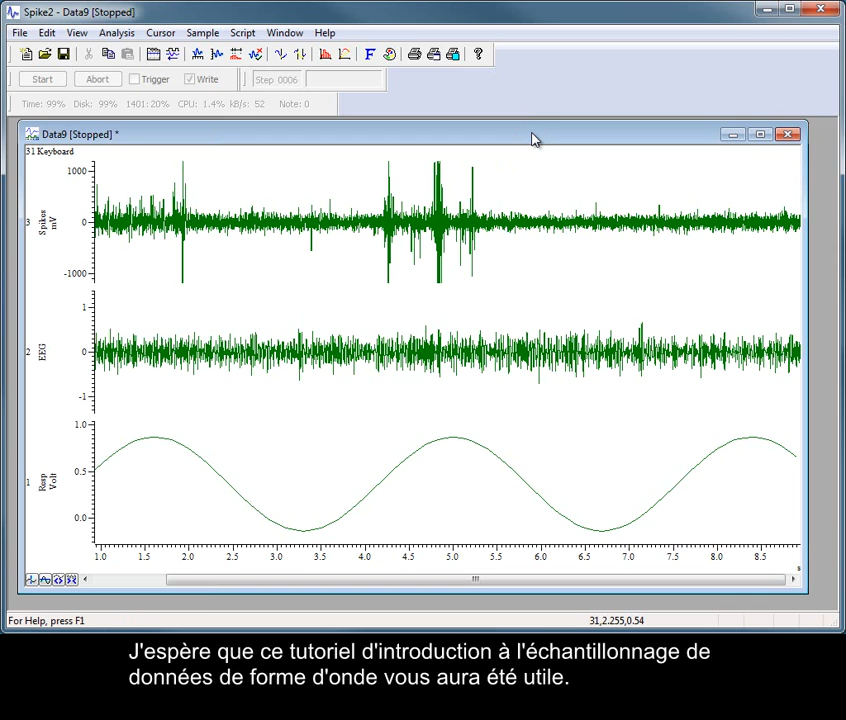 Spike2 - Data9 [Stopped]
File Edit View Analysis Cursor Sample Script Window Help
Start Abort Trigger Write Step 0006
Time: 99% Disk: 99% 1401: 20% CPU: 1.4% kB/s: 52 Note: 0
Data9 [Stopped] *
31 Keyboard
1000
3 Spikes mV 0
-1000
1
2 EEG 0
-1
1.0
1 Resp Volt 0.5
0.0
1.0 1.5 2.0 2.5 3.0 3.5 4.0 4.5 5.0 5.5 6.0 6.5 7.0 7.5 8.0 8.5
s
For Help, press F1 31,2.255,0.54
J'espère que ce tutoriel d'introduction à l'échantillonnage de
données de forme d'onde vous aura été utile.